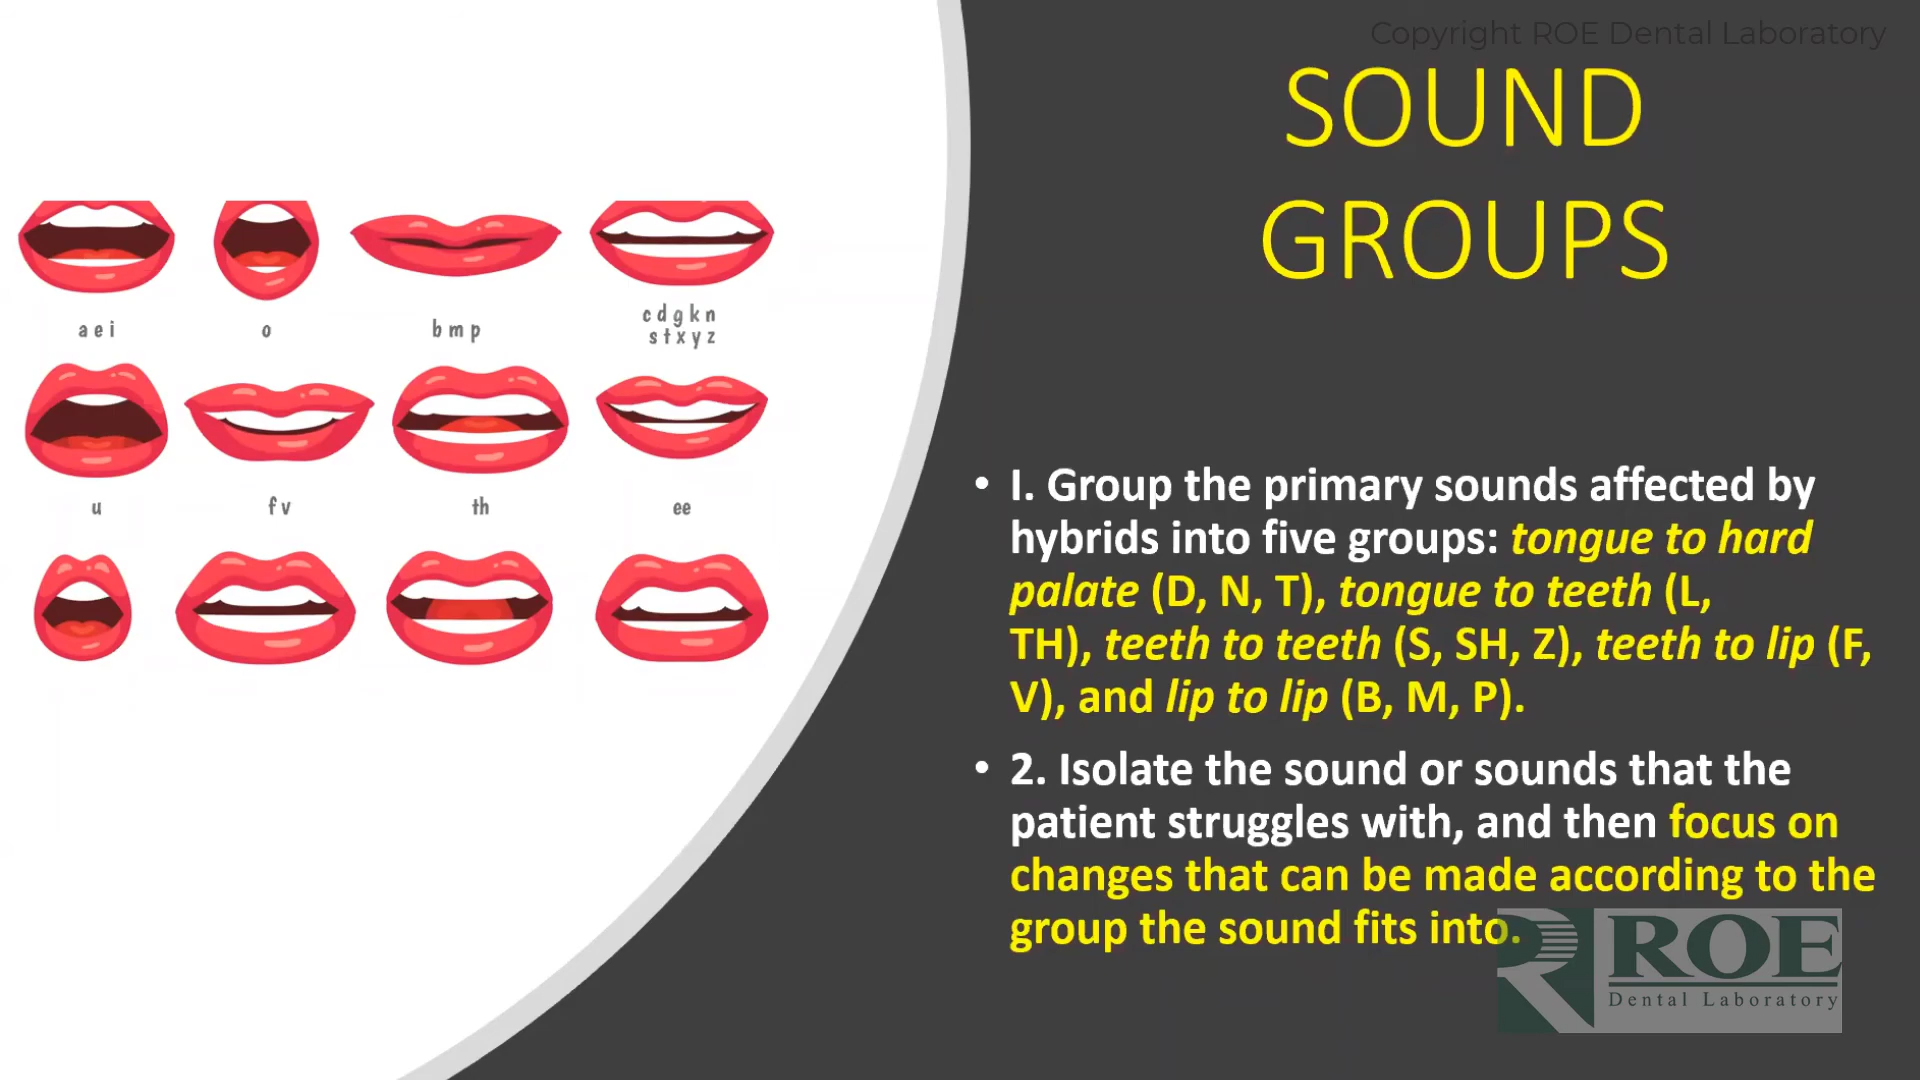 Copyright ROE Dental Laboratory
SOUND
GROUPS
a e i
o
b m p
c d g k n
s t x y z
u
f v
th
ee
• I. Group the primary sounds affected by
hybrids into five groups: tongue to hard
palate (D, N, T), tongue to teeth (L,
TH), teeth to teeth (S, SH, Z), teeth to lip (F,
V), and lip to lip (B, M, P).
• 2. Isolate the sound or sounds that the
patient struggles with, and then focus on
changes that can be made according to the
group the sound fits into.
ROE
Dental Laboratory